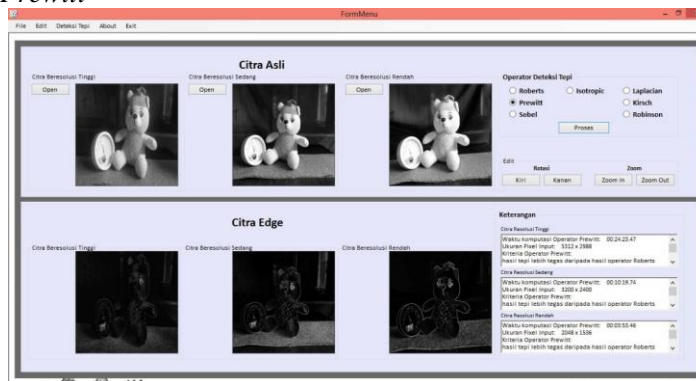 Prewitt
FormMenu
File Edit Deteksi Tepi About Exit
Citra Asli
Citra Beresolusi Tinggi Citra Beresolusi Sedang Citra Beresolusi Rendah
Open Open Open
Operator Deteksi Tepi
Roberts Isotropic Laplacian
Prewitt Kirsch
Sobel Robinson
Proses
Edit
Rotasi Zoom
Kiri Kanan Zoom In Zoom Out
Citra Edge
Citra Beresolusi Tinggi Citra Beresolusi Sedang Citra Beresolusi Rendah
Keterangan
Citra Resolusi Tinggi
Waktu komputasi Operator Prewitt: 00:24:23.47
Ukuran Pixel Input: 5312 x 2988
Kriteria Operator Prewitt:
hasil tepi lebih tegas daripada hasil operator Roberts
Citra Resolusi Sedang
Waktu komputasi Operator Prewitt: 00:10:19.74
Ukuran Pixel Input: 3200 x 2400
Kriteria Operator Prewitt:
hasil tepi lebih tegas daripada hasil operator Roberts
Citra Resolusi Rendah
Waktu komputasi Operator Prewitt: 00:03:53.48
Ukuran Pixel Input: 2048 x 1536
Kriteria Operator Prewitt:
hasil tepi lebih tegas daripada hasil operator Roberts